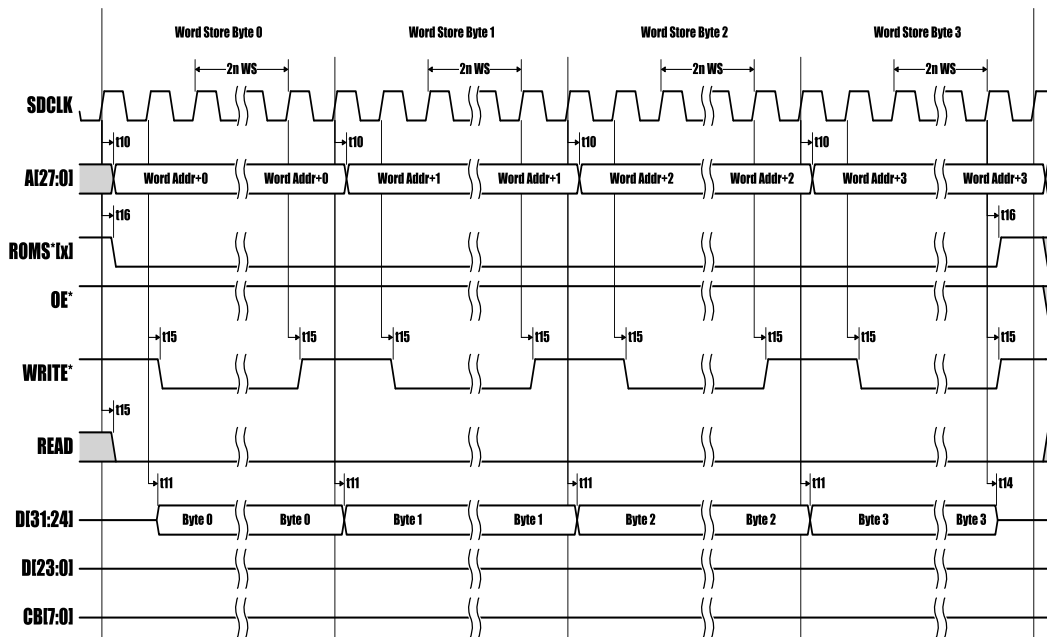 Word Store Byte 0 Word Store Byte 1 Word Store Byte 2 Word Store Byte 3
2n WS 2n WS 2n WS 2n WS
SDCLK
t10 t10 t10 t10
A[27:0] Word Addr+0 Word Addr+0 Word Addr+1 Word Addr+1 Word Addr+2 Word Addr+2 Word Addr+3 Word Addr+3
t16 t16
ROMS*[x]
OE*
t15 t15 t15 t15 t15 t15 t15 t15
WRITE*
t15
READ
t11 t11 t11 t11 t14
D[31:24] Byte 0 Byte 0 Byte 1 Byte 1 Byte 2 Byte 2 Byte 3 Byte 3
D[23:0]
CB[7:0]